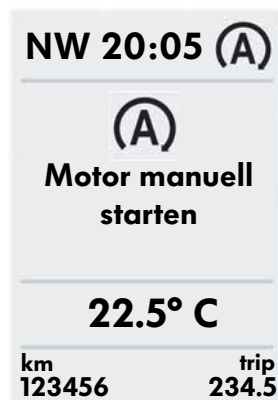 NW 20:05 (A)
(A)
Motor manuell
starten
22.5° C
km trip
123456 234.5